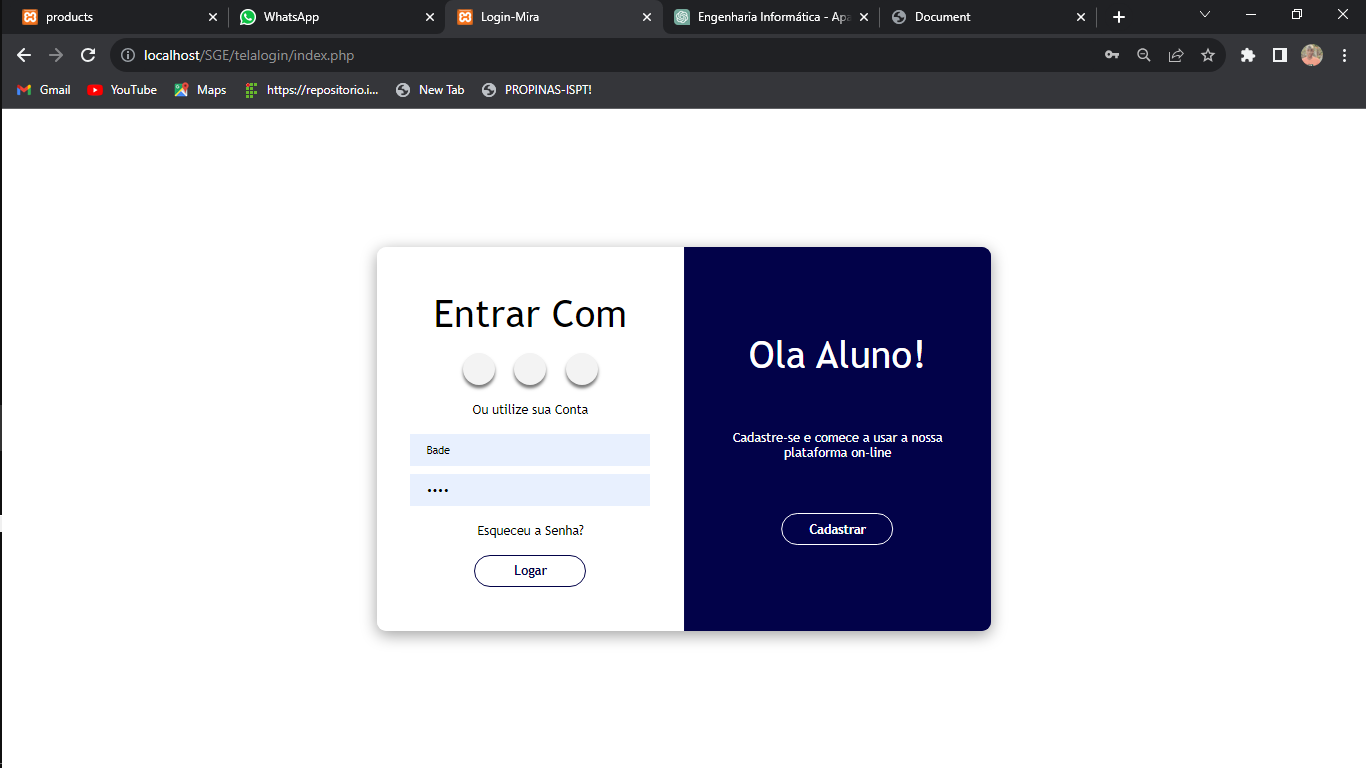 products
WhatsApp
Login-Mira
Engenharia Informática - Apa
Document
localhost/SGE/telalogin/index.php
Gmail
YouTube
Maps
https://repositorio.i...
New Tab
PROPINAS-ISPT!
Entrar Com
Ou utilize sua Conta
Bade
••••
Esqueceu a Senha?
Logar
Ola Aluno!
Cadastre-se e comece a usar a nossa
plataforma on-line
Cadastrar